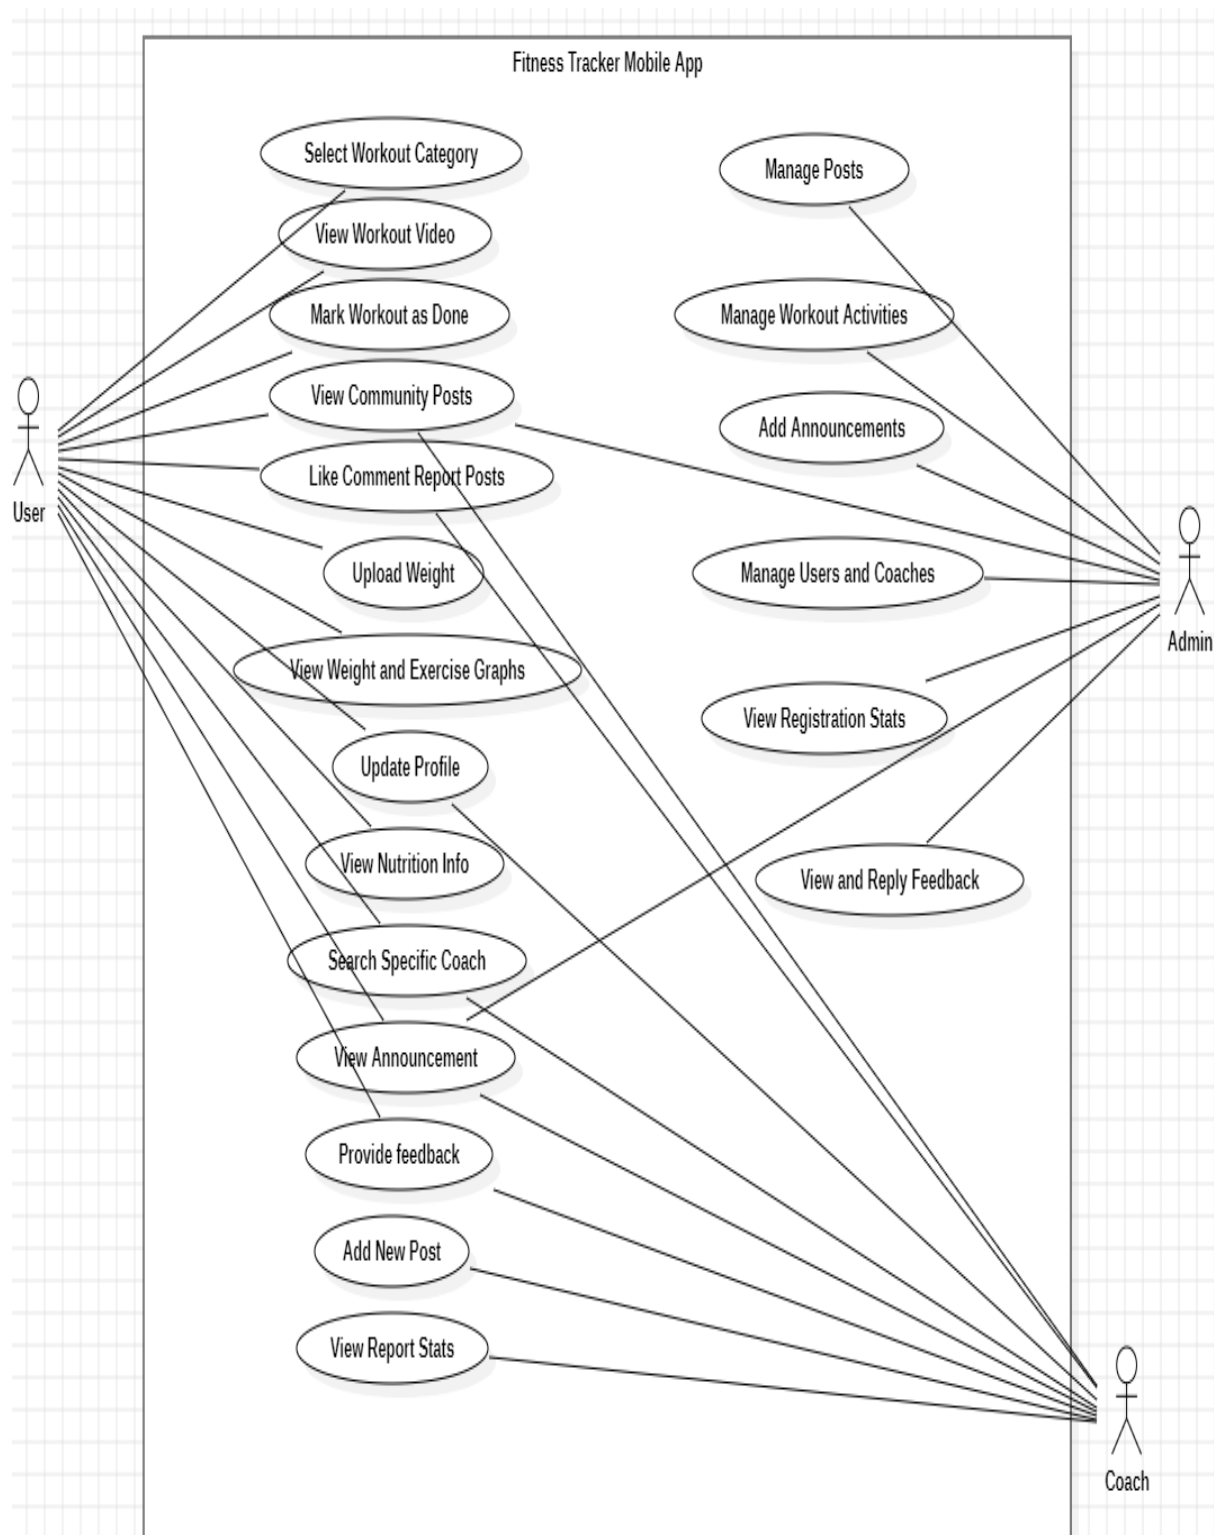 Fitness Tracker Mobile App
Select Workout Category
View Workout Video
Mark Workout as Done
View Community Posts
Like Comment Report Posts
Upload Weight
View Weight and Exercise Graphs
Update Profile
View Nutrition Info
Search Specific Coach
View Announcement
Provide feedback
Add New Post
View Report Stats
Manage Posts
Manage Workout Activities
Add Announcements
Manage Users and Coaches
View Registration Stats
View and Reply Feedback
User
Admin
Coach